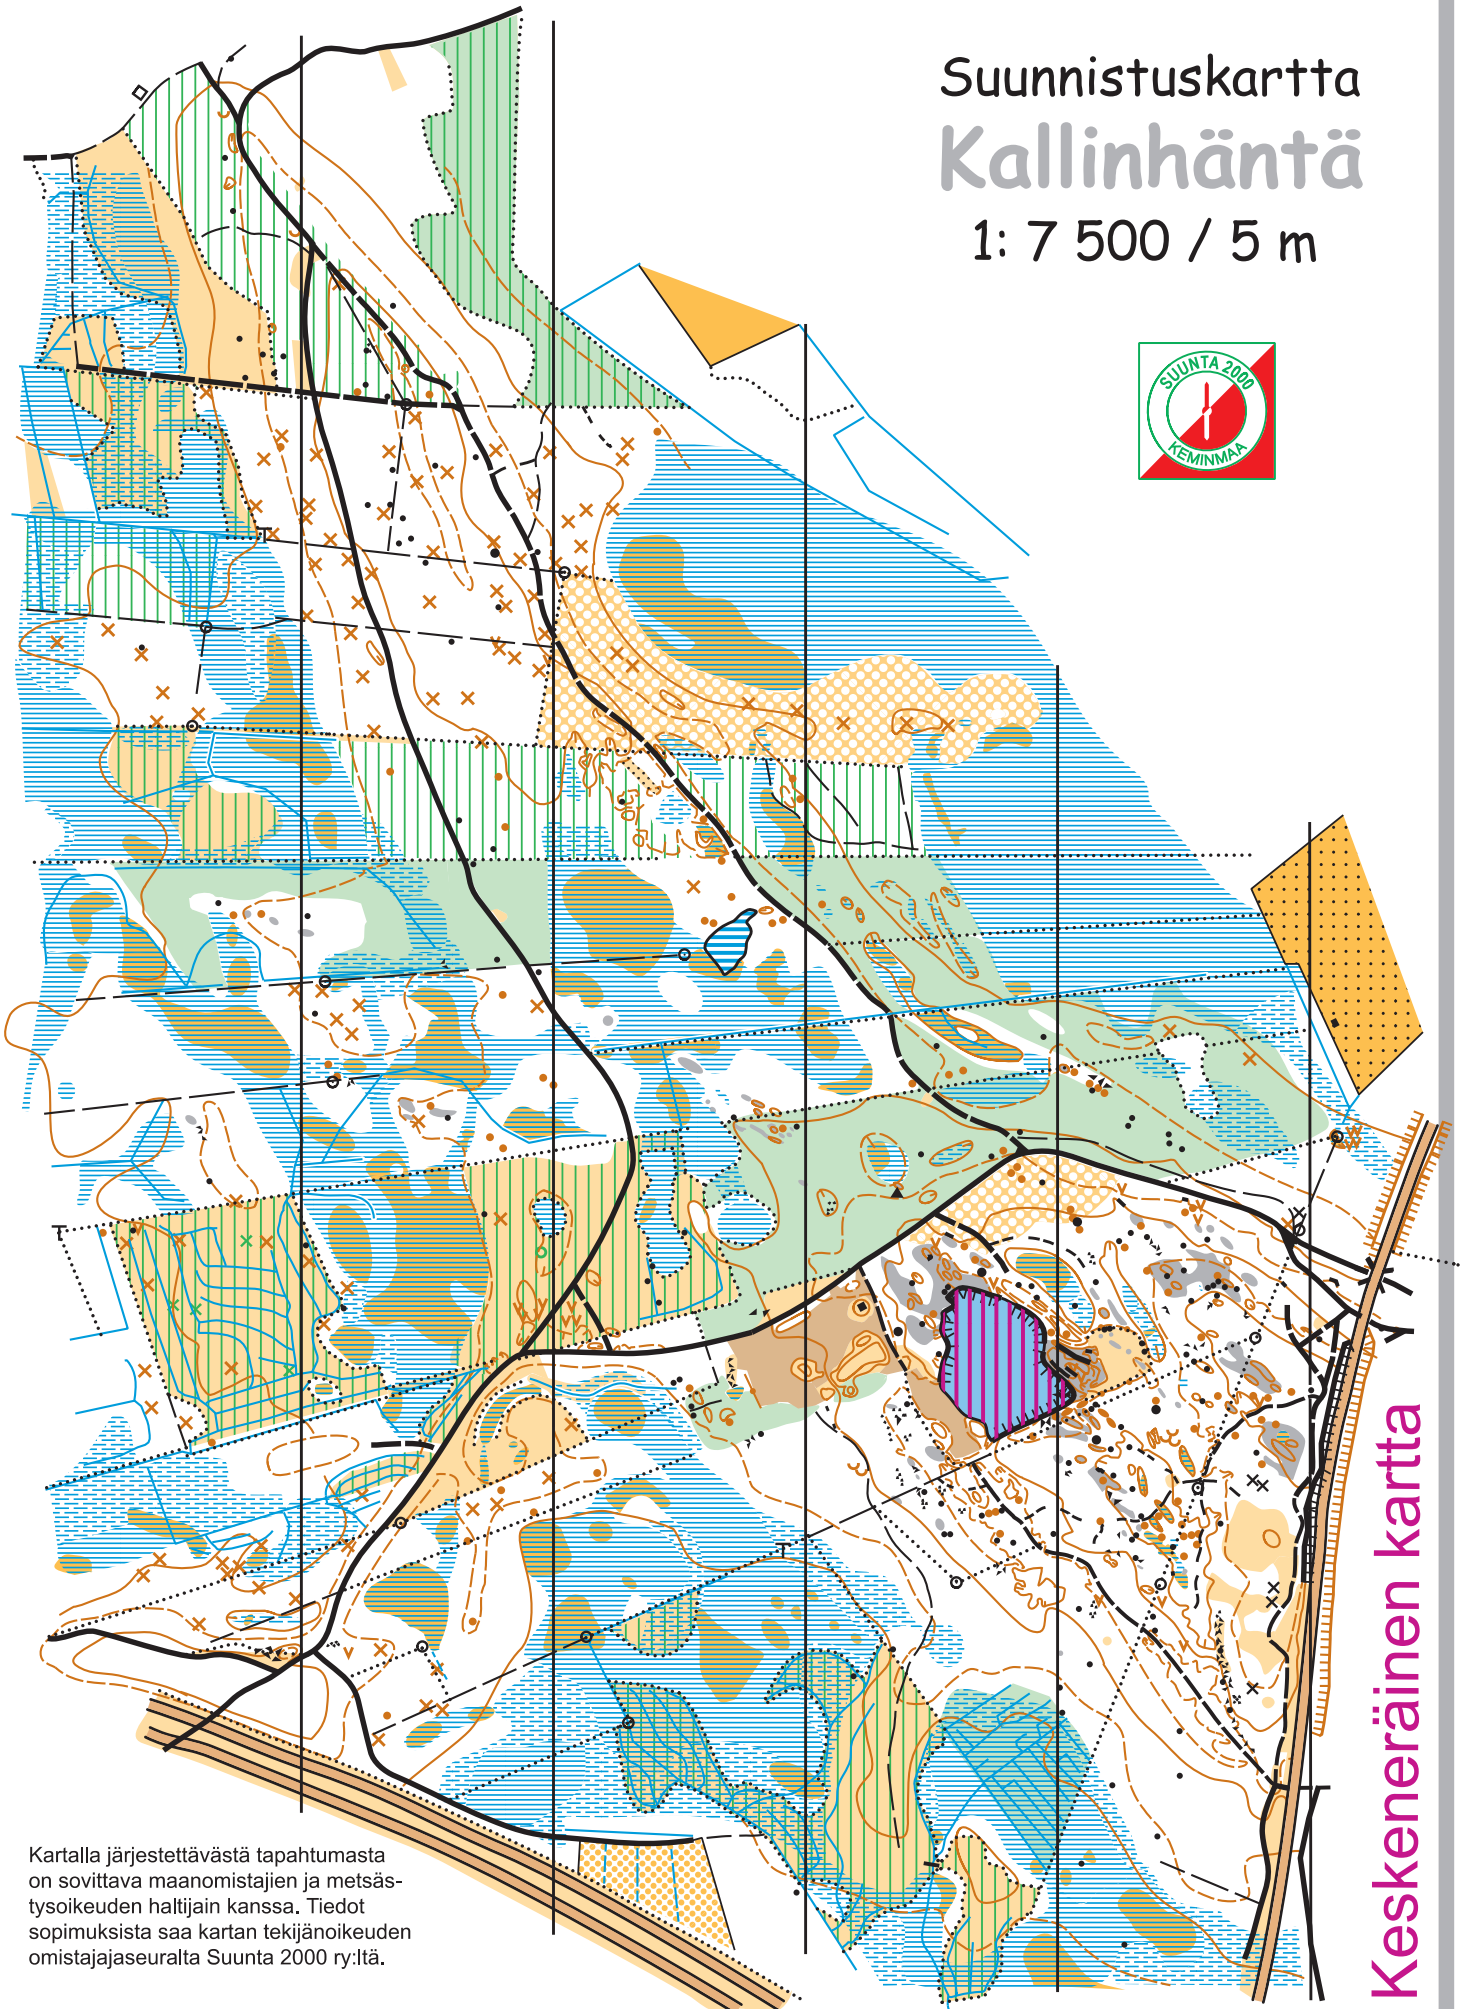 Suunnistuskartta
Kallinhäntä
1: 7 500 / 5 m
SUUNTA 2000
KEMINMAA
Keskeneräinen kartta
Kartalla järjestettävästä tapahtumasta
on sovittava maanomistajien ja metsäs-
tysoikeuden haltijain kanssa. Tiedot
sopimuksista saa kartan tekijänoikeuden
omistajajaseuralta Suunta 2000 ry:ltä.